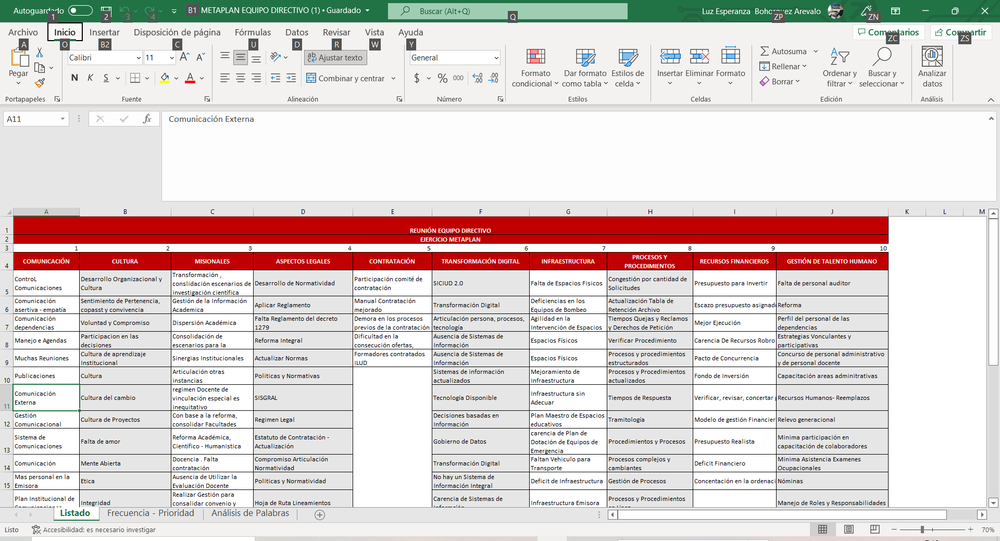 Autoguardado
METAPLAN EQUIPO DIRECTIVO (1) • Guardado
Buscar (Alt+Q)
Luz Esperanza Bohorquez Arevalo
1 2 3 4 B1 Q ZP ZN
Archivo Inicio Insertar Disposición de página Fórmulas Datos Revisar Vista Ayuda
Comentarios Compartir
A O B2 C U D R W Y ZC ZS
Pegar
Portapapeles
Calibri 11
N K S
Fuente
ab Ajustar texto
Combinar y centrar
Alineación
General
$ % 000
Número
Formato condicional
Dar formato como tabla
Estilos de celda
Estilos
Insertar Eliminar Formato
Celdas
Autosuma
Rellenar
Borrar
Ordenar y filtrar
Buscar y seleccionar
Edición
Analizar datos
Análisis
A11
fx
Comunicación Externa
A B C D E F G H I J K L M
1 REUNIÓN EQUIPO DIRECTIVO
2 EJERCICIO METAPLAN
3 1 2 3 4 5 6 7 8 9 10
4 COMUNICACIÓN CULTURA MISIONALES ASPECTOS LEGALES CONTRATACIÓN TRANSFORMACIÓN DIGITAL INFRAESTRUCTURA PROCESOS Y PROCEDIMIENTOS RECURSOS FINANCIEROS GESTIÓN DE TALENTO HUMANO
5 ControL Comunicaciones Desarrollo Organizacional y Cultura Transformación , conslidación escenarios de investigación científica Desarrollo de Normatividad Participación comité de contratación SICIUD 2.0 Falta de Espacios Fisicos Congestión por cantidad de Solicitudes Presupuesto para Invertir Falta de personal auditor
6 Comunicación asertiva - empatía Sentimiento de Pertenencia, copasst y convivencia Gestión de la Información Academica Aplicar Reglamento Manual Contratación mejorado Transformación Digital Deficiencias en los Equipos de Bombeo Actualización Tabla de Retención Archivo Escazo presupuesto asignad Reforma
7 Comunicación dependencias Voluntad y Compromiso Dispersión Académica Falta Reglamento del decreto 1279 Demora en los procesos previos de la contratación Articulación persona, procesos, tecnología Agilidad en la Intervención de Espacios Tiempos Quejas y Reclamos y Derechos de Petición Mejor Ejecución Perfil del personal de las dependencias
8 Manejo e Agendas Participacion en las decisiones Consolidación de escenarios para la Reforma Integral Dificultad en la consecución ofertas, Ausencia de Sistemas de Información Espacios Físicos Verificar Procedimiento Carencia De Recursos Robro Estrategias Vonculantes y participativas
9 Muchas Reuniones Cultura de aprendizaje Institucional Sinergias Institucionales Actualizar Normas Formadores contratados ILUD Ausencia de Sistemas de Información Espacios Físicos Procesos y procedimientos estructurados Pacto de Concurrencia Concurso de personal administrativo y de personal docente
10 Publicaciones Cultura Articulación otras instancias Politicas y Normativas Sistemas de información actualizados Mejoramiento de Infraestructura Procesos y Procedimientos actualizados Fondo de Inversión Capacitación areas adminitrativas
11 Comunicación Externa Cultura del cambio regimen Docente de vinculación especial es inequitativo SISGRAL Tecnología Disponible Infraestructura sin Adecuar Tiempos de Respuesta Verificar, revisar, concertar Recursos Humanos- Reemplazos
12 Gestión Comunicacional Cultura de Proyectos Con base a la reforma, consolidar Facultades Regimen Legal Decisiones basadas en Información Plan Maestro de Espacios educativos Tramitología Modelo de gestión Financier Relevo generacional
13 Sistema de Comunicaciones Falta de amor Reforma Académica, Científico - Humanistica Estatuto de Contratación - Actualización Gobierno de Datos carencia de Plan de Dotación de Equipos de Emergencia Procedimientos y Procesos Presupuesto Realista Minima participación en capacitación de colaboradores
14 Comunicación Mente Abierta Docencia . Falta contratación Compromiso Articulación Normatividad Transformación Digital Faltan Vehiculo para Transporte Procesos complejos y cambiantes Deficit Financiero Minima Asistencia Examenes Ocupacionales
15 Mas personal en la Emisora Etica Ausencia de Utilizar la Evaluación Docente Politicas y Normatividad No hay un Sistema de Información Integral Deficit de Infraestructura Gestión de Procesos Concentación en la ordenaci Nóminas
Plan Institucional de Integridad Realizar Gestión para consalidar convenio y Hoja de Ruta Lineamientos Carencia de Sistemas de Infraestructura Emisora Procesos y Procedimientos Manejo de Roles y Responsabilidades
Listado Frecuencia - Prioridad Análisis de Palabras
Listo Accesibilidad: es necesario investigar 70%